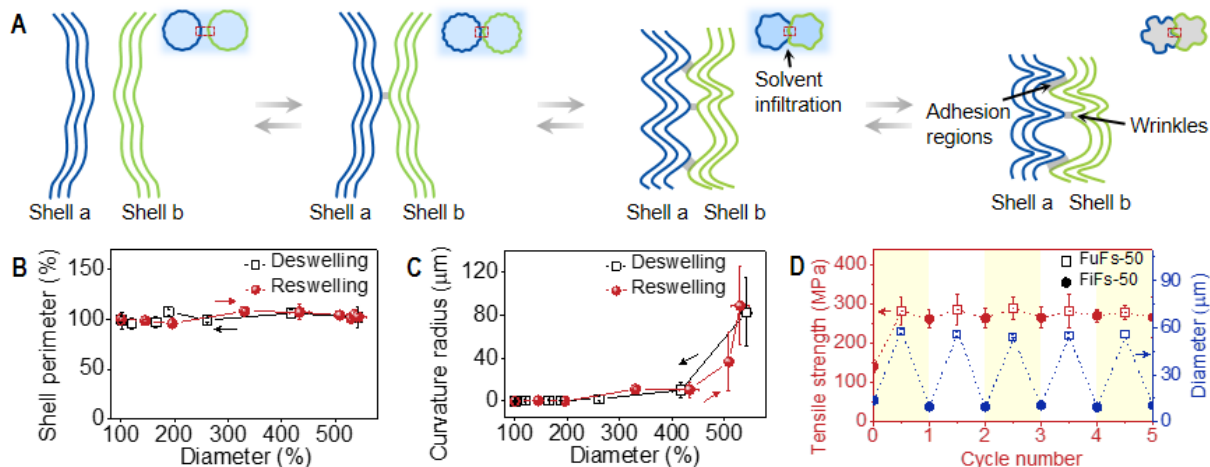 A
Solvent
infiltration
Adhesion
regions
Wrinkles
Shell a Shell b
Shell a Shell b
Shell a Shell b
Shell a Shell b
B
Shell perimeter (%)
150
100
50
0
Deswelling
Reswelling
100 200 300 400 500
Diameter (%)
C
Curvature radius (μm)
120
80
40
0
Deswelling
Reswelling
100 200 300 400 500
Diameter (%)
D
Tensile strength (MPa)
400
300
200
100
0
FuFs-50
FiFs-50
90
60
30
0
Diameter (μm)
0 1 2 3 4 5
Cycle number